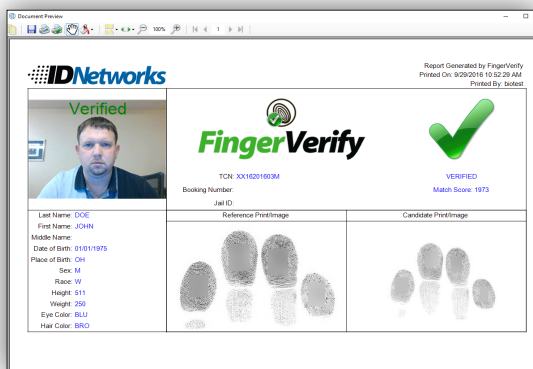 Document Preview
100%
1
IDNetworks
Report Generated by FingerVerify
Printed On: 9/29/2016 10:52:29 AM
Printed By: biotest
Verified
FingerVerify
TCN: XX16201603M
VERIFIED
Booking Number:
Match Score: 1973
Jail ID:
Last Name: DOE
Reference Print/Image
Candidate Print/Image
First Name: JOHN
Middle Name:
Date of Birth: 01/01/1975
Place of Birth: OH
Sex: M
Race: W
Height: 511
Weight: 250
Eye Color: BLU
Hair Color: BRO